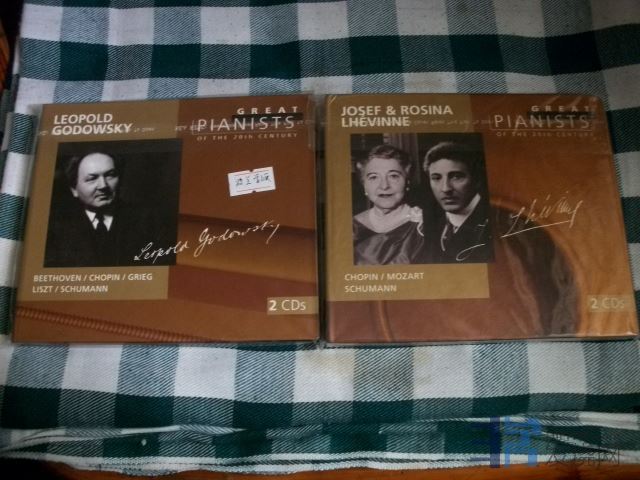 LEOPOLD
GODOWSKY
GREAT
PIANISTS
OF THE 20th CENTURY
Leopold Godowsky
BEETHOVEN / CHOPIN / GRIEG
LISZT / SCHUMANN
2 CDs
JOSEF & ROSINA
LHÉVINNE
GREAT
PIANISTS
OF THE 20th CENTURY
CHOPIN / MOZART
SCHUMANN
2 CDs